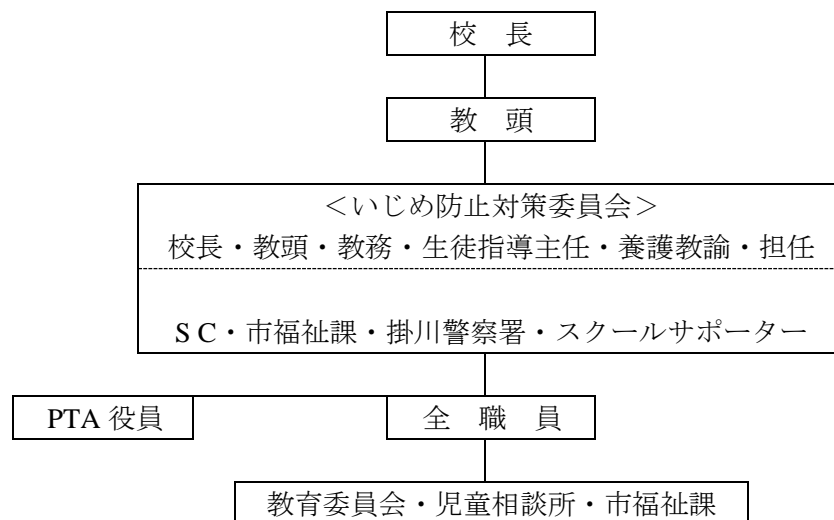 校　長
教　頭
＜いじめ防止対策委員会＞
校長・教頭・教務・生徒指導主任・養護教諭・担任
ＳＣ・市福祉課・掛川警察署・スクールサポーター
PTA 役員
全　職　員
教育委員会・児童相談所・市福祉課